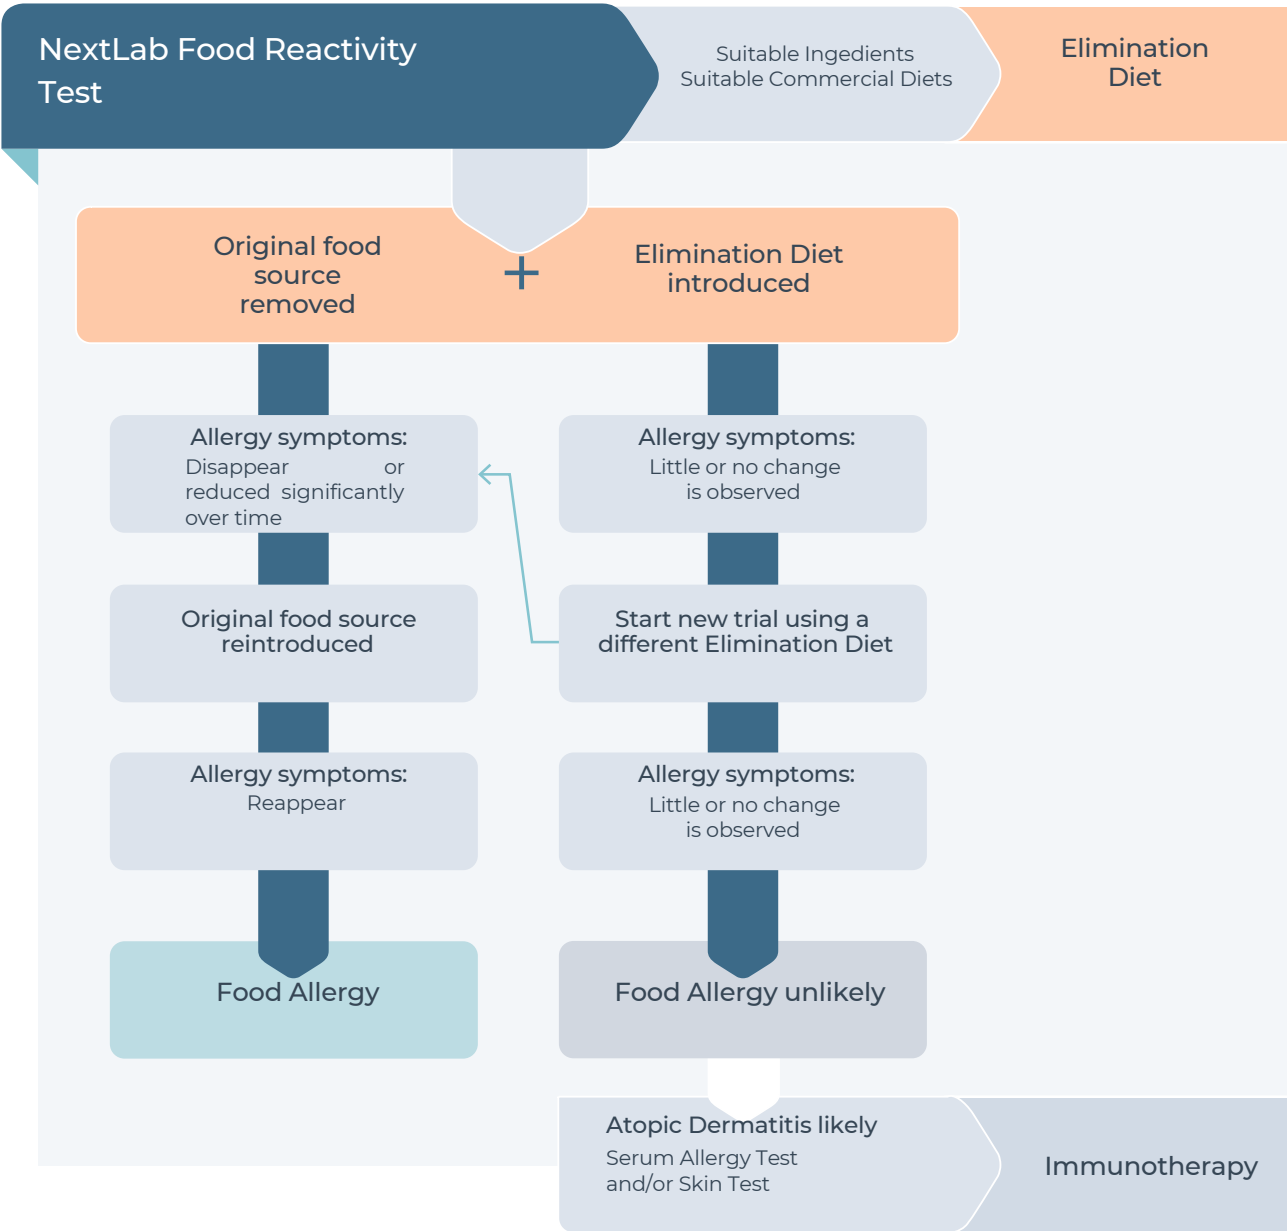 NextLab Food Reactivity
Test
Suitable Ingedients
Suitable Commercial Diets
Elimination
Diet
Original food
source
removed
+
Elimination Diet
introduced
Allergy symptoms:
Disappear or
reduced significantly
over time
Allergy symptoms:
Little or no change
is observed
Original food source
reintroduced
Start new trial using a
different Elimination Diet
Allergy symptoms:
Reappear
Allergy symptoms:
Little or no change
is observed
Food Allergy
Food Allergy unlikely
Atopic Dermatitis likely
Serum Allergy Test
and/or Skin Test
Immunotherapy